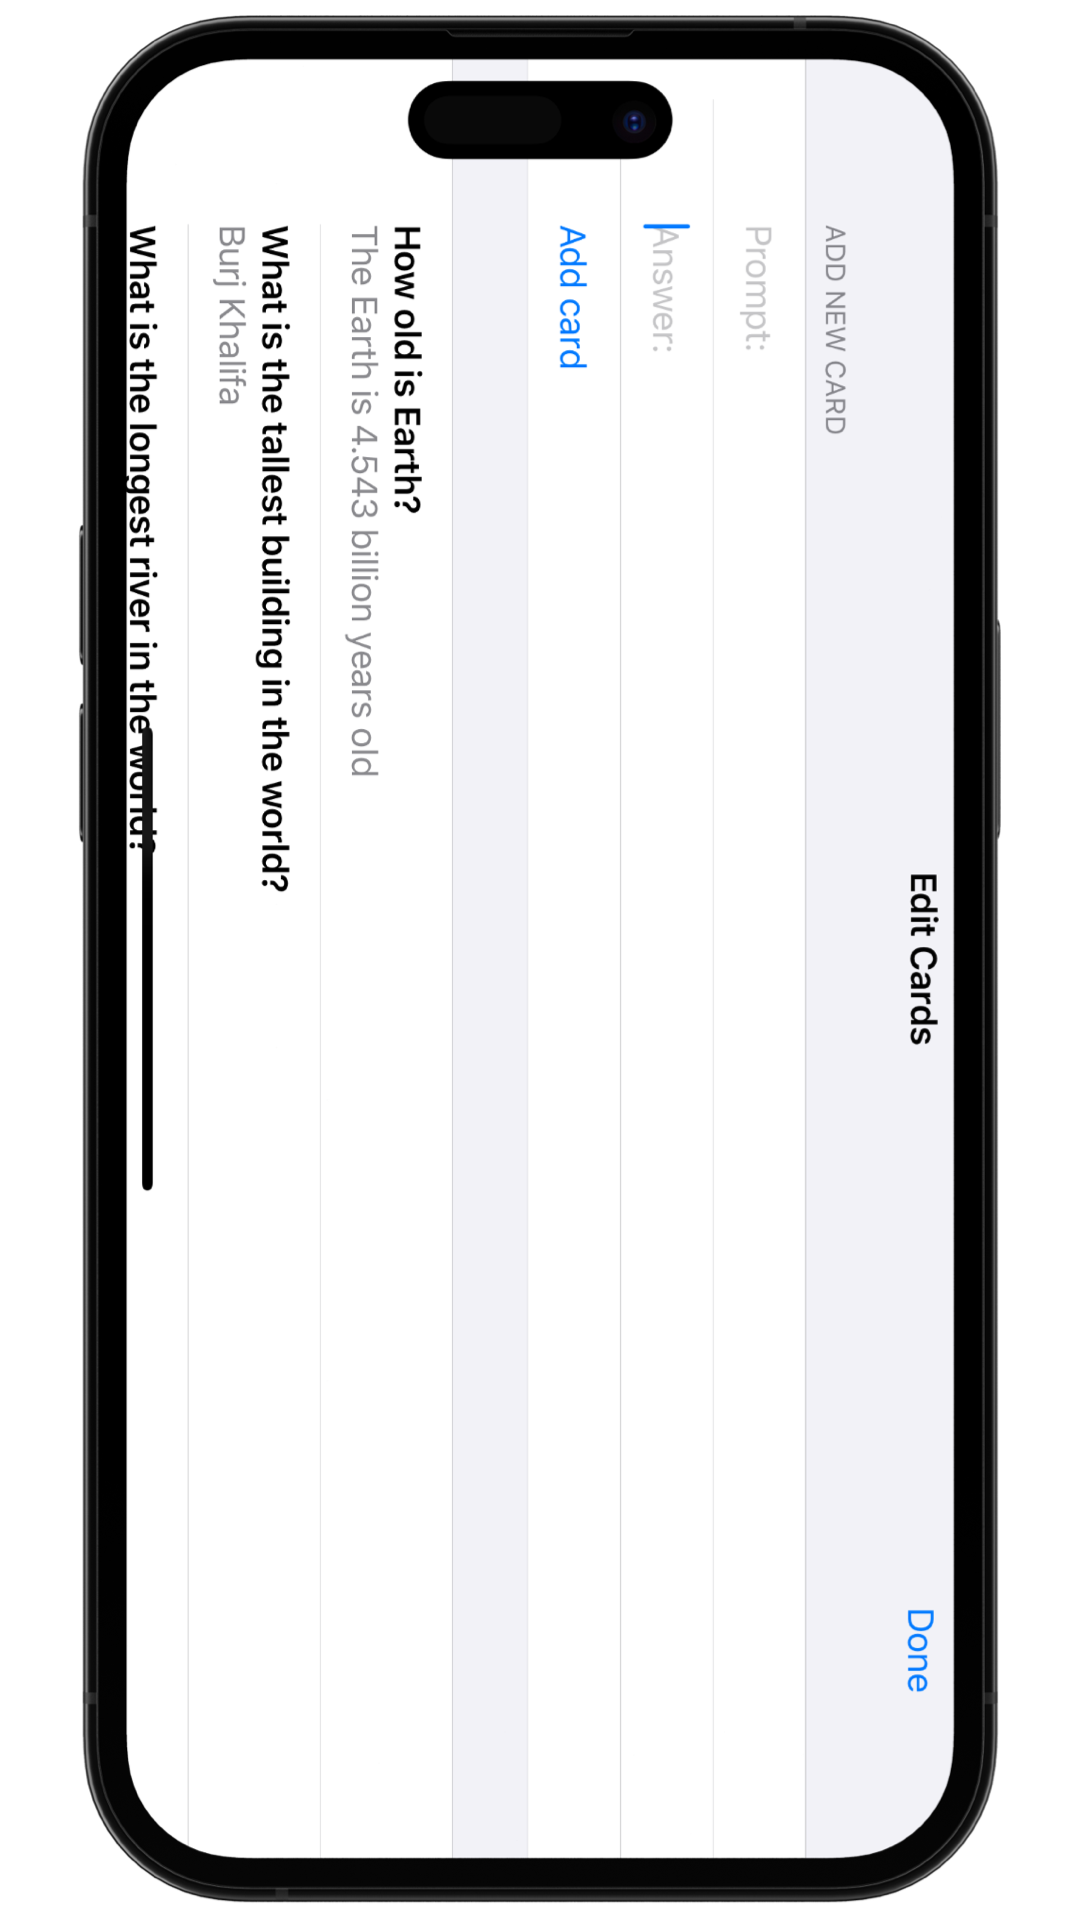 Edit Cards
Done
ADD NEW CARD
Prompt:
Answer:
Add card
How old is Earth?
The Earth is 4.543 billion years old
What is the tallest building in the world?
Burj Khalifa
What is the longest river in the world?